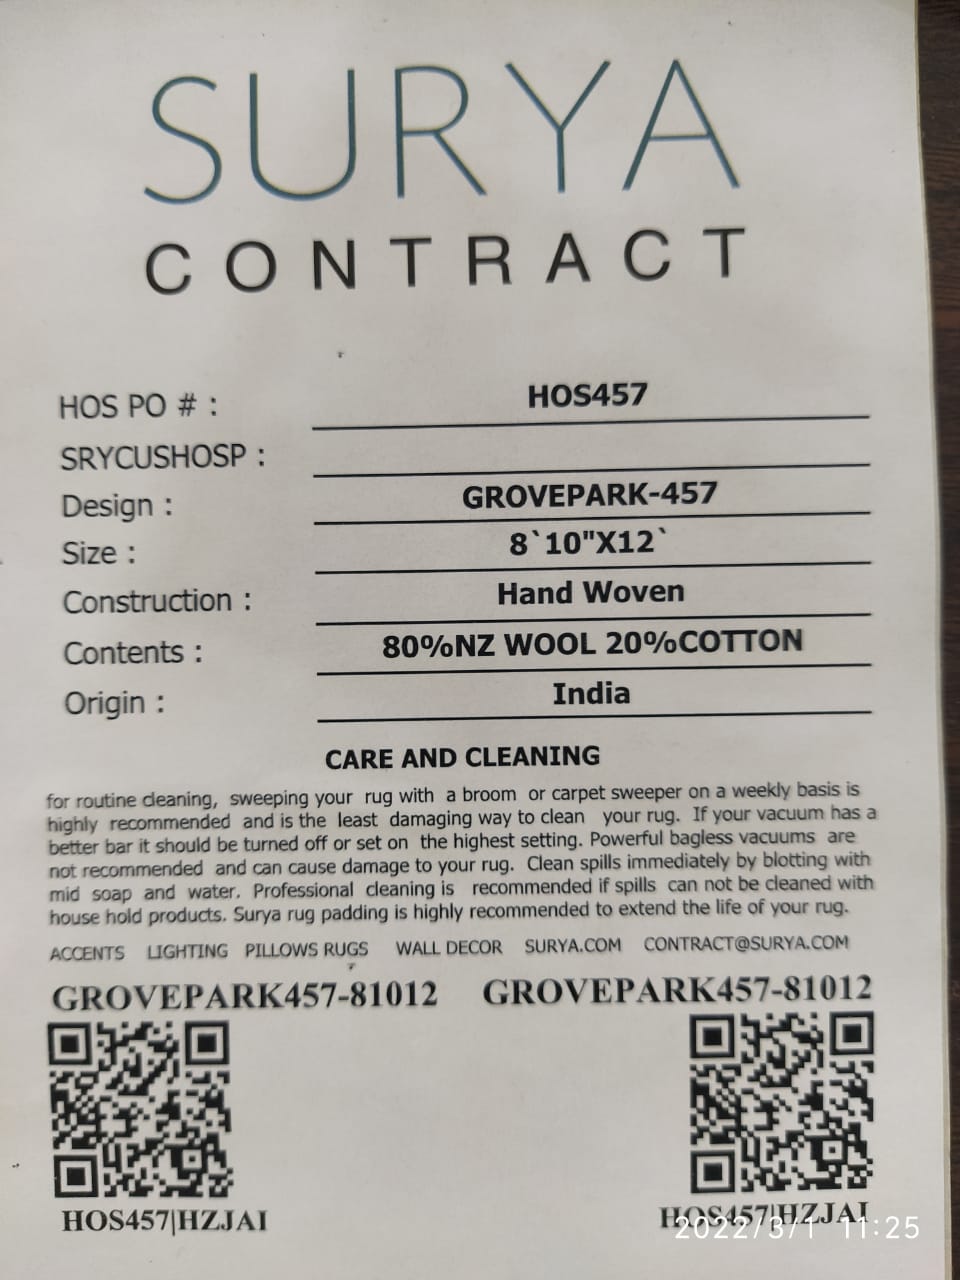 SURYA
CONTRACT
HOS PO # : HOS457
SRYCUSHOSP :
Design : GROVEPARK-457
Size : 8`10"X12`
Construction : Hand Woven
Contents : 80%NZ WOOL 20%COTTON
Origin : India
CARE AND CLEANING
for routine cleaning, sweeping your rug with a broom or carpet sweeper on a weekly basis is
highly recommended and is the least damaging way to clean your rug. If your vacuum has a
better bar it should be turned off or set on the highest setting. Powerful bagless vacuums are
not recommended and can cause damage to your rug. Clean spills immediately by blotting with
mid soap and water. Professional cleaning is recommended if spills can not be cleaned with
house hold products. Surya rug padding is highly recommended to extend the life of your rug.
ACCENTS LIGHTING PILLOWS RUGS WALL DECOR SURYA.COM CONTRACT@SURYA.COM
GROVEPARK457-81012 GROVEPARK457-81012
HOS457|HZJAI HOS457|HZJAI
2022/3/1 11:25